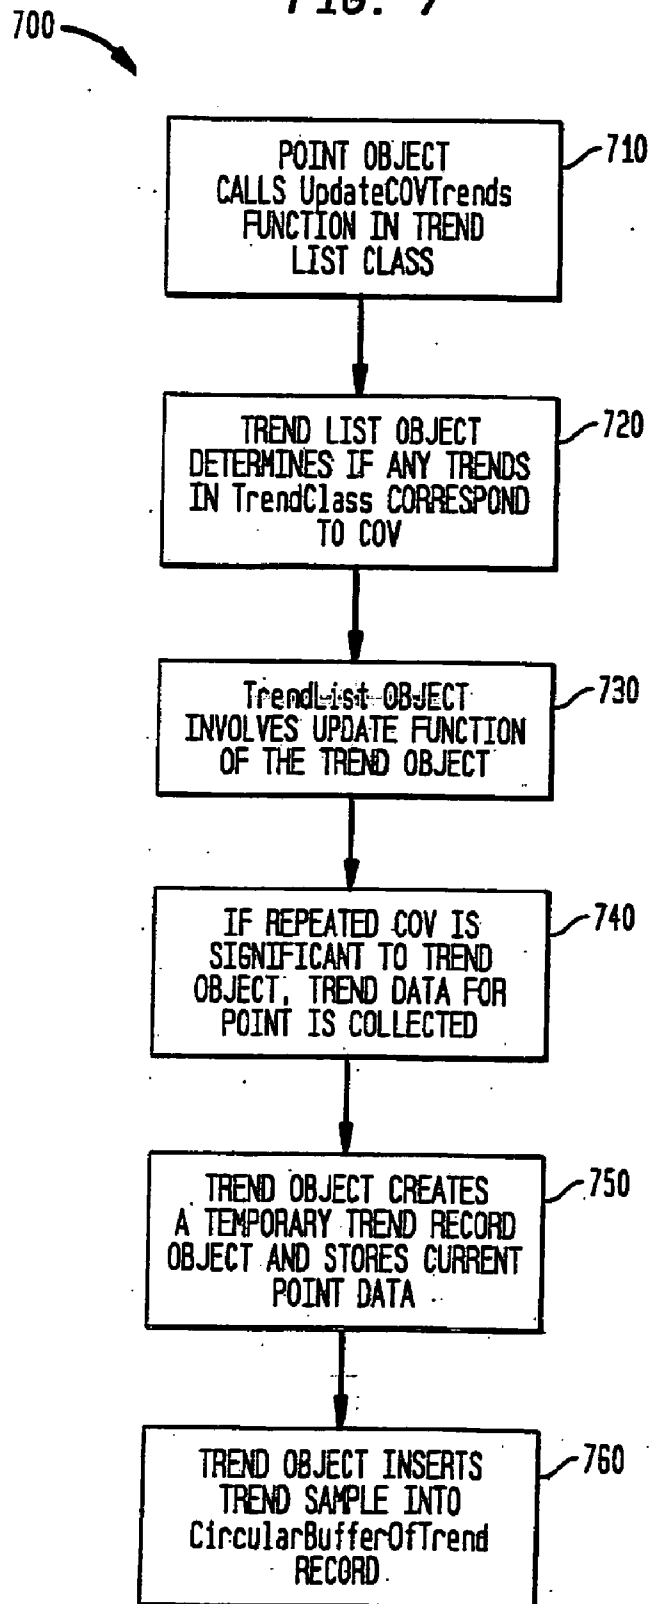 FIG. 7
700
POINT OBJECT
CALLS UpdateCOVTrends
FUNCTION IN TREND
LIST CLASS
710
TREND LIST OBJECT
DETERMINES IF ANY TRENDS
IN TrendClass CORRESPOND
TO COV
720
TrendList OBJECT
INVOLVES UPDATE FUNCTION
OF THE TREND OBJECT
730
IF REPEATED COV IS
SIGNIFICANT TO TREND
OBJECT, TREND DATA FOR
POINT IS COLLECTED
740
TREND OBJECT CREATES
A TEMPORARY TREND RECORD
OBJECT AND STORES CURRENT
POINT DATA
750
TREND OBJECT INSERTS
TREND SAMPLE INTO
CircularBufferOfTrend
RECORD
760